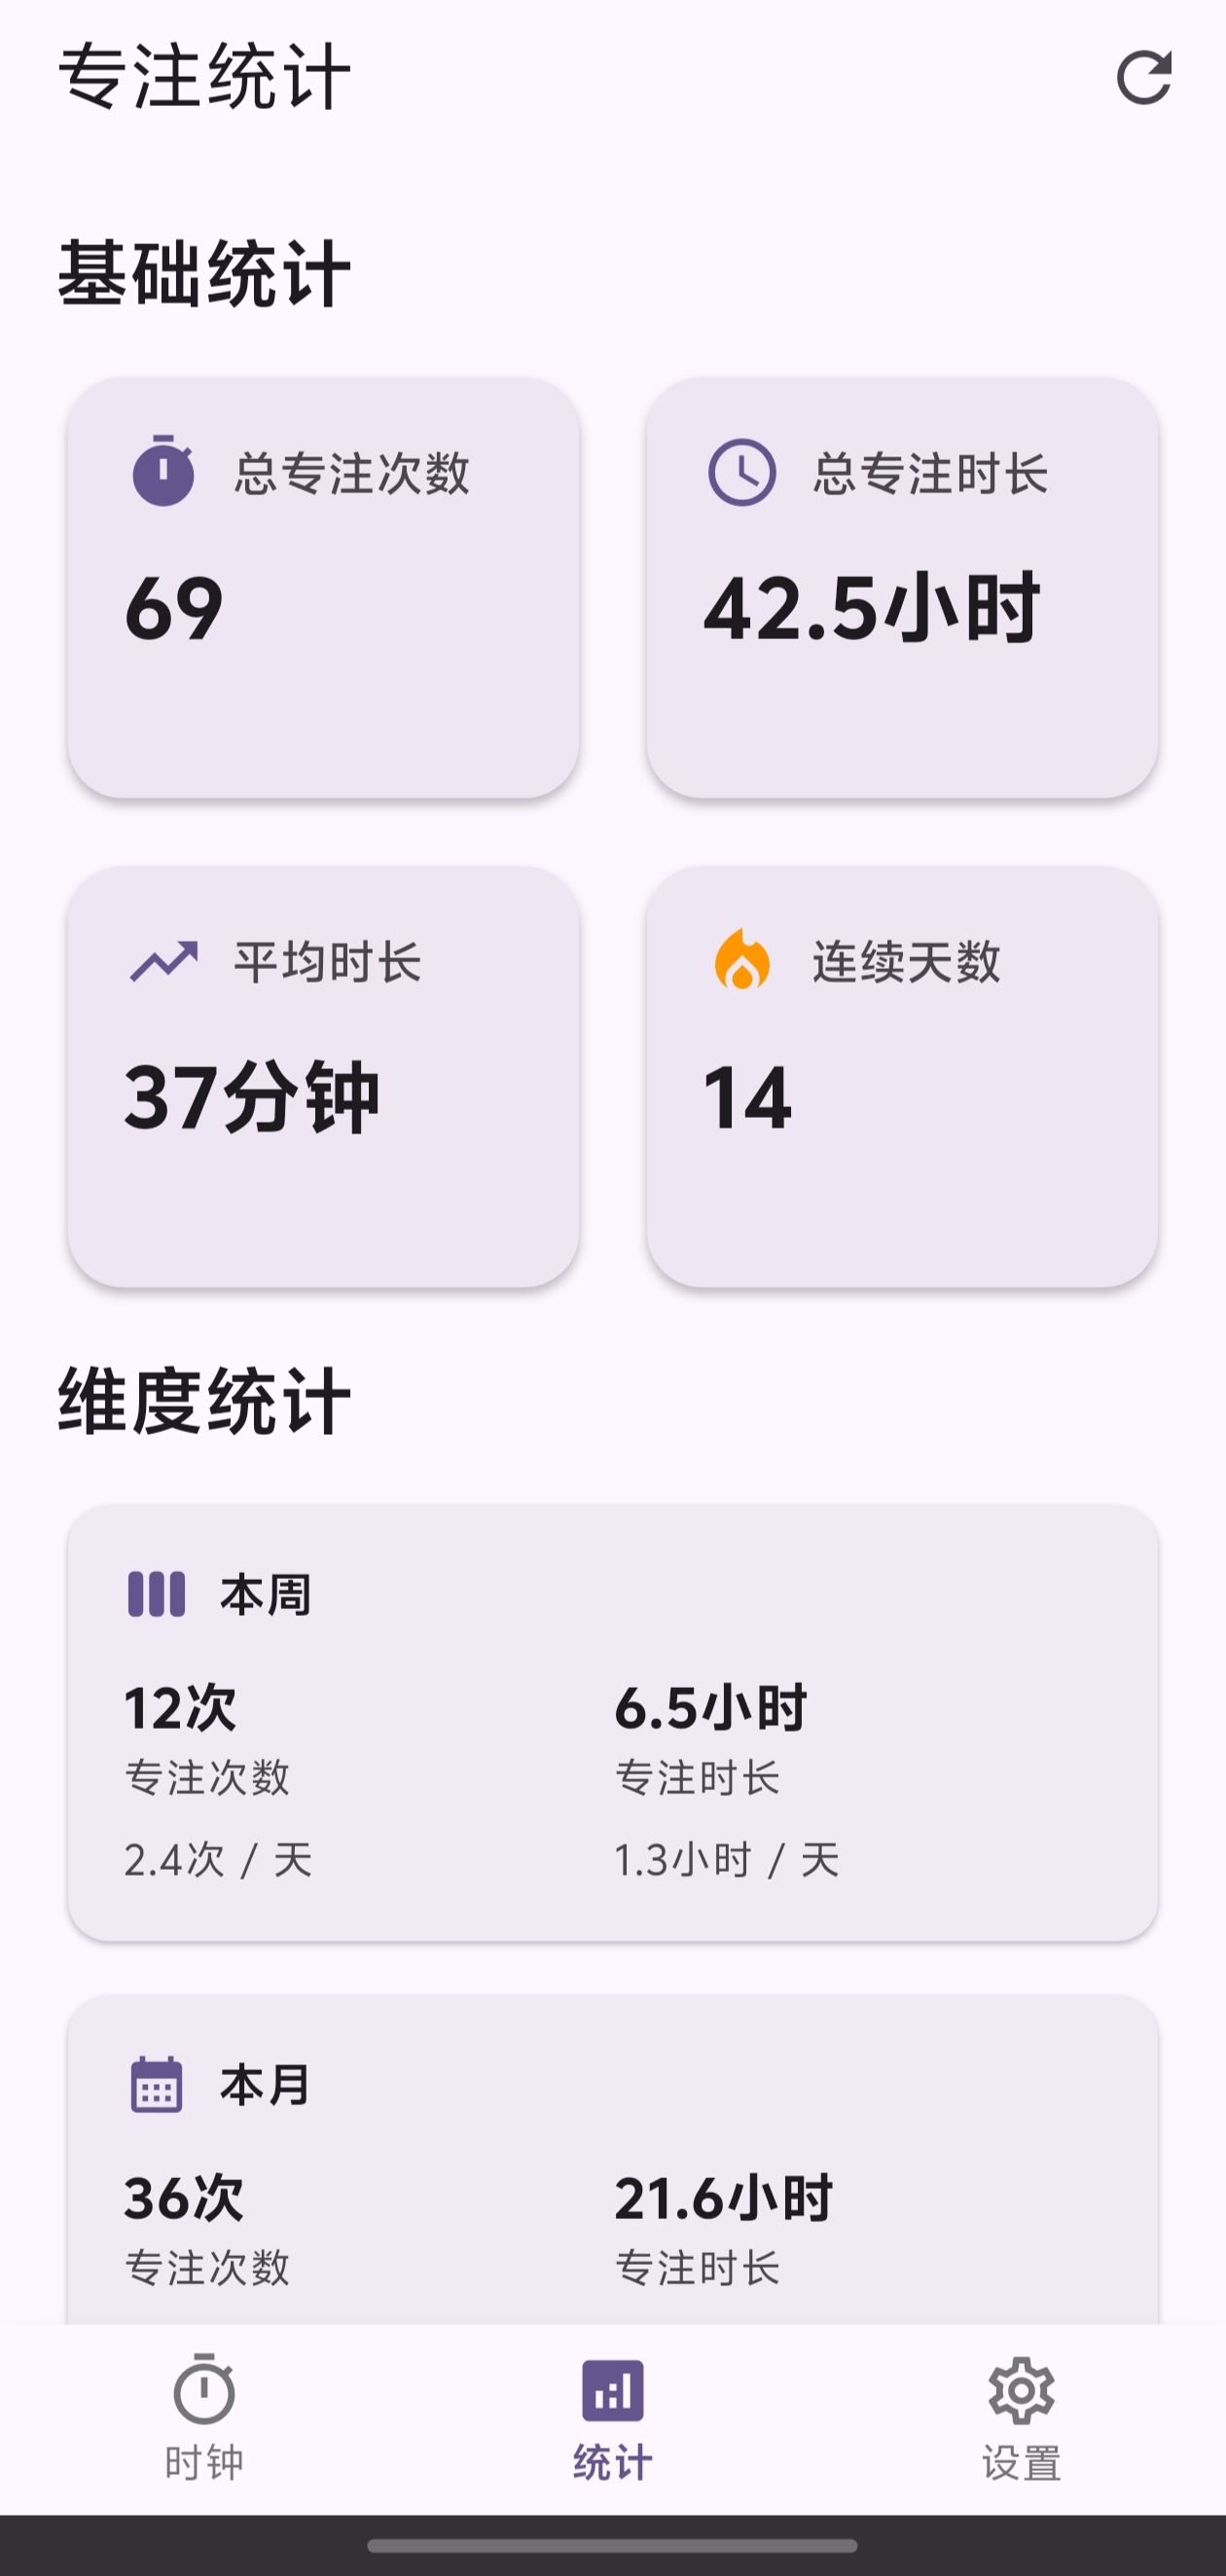 专注统计
基础统计
总专注次数
69
总专注时长
42.5小时
平均时长
37分钟
连续天数
14
维度统计
本周
12次
专注次数
2.4次 / 天
6.5小时
专注时长
1.3小时 / 天
本月
36次
专注次数
21.6小时
专注时长
时钟
统计
设置